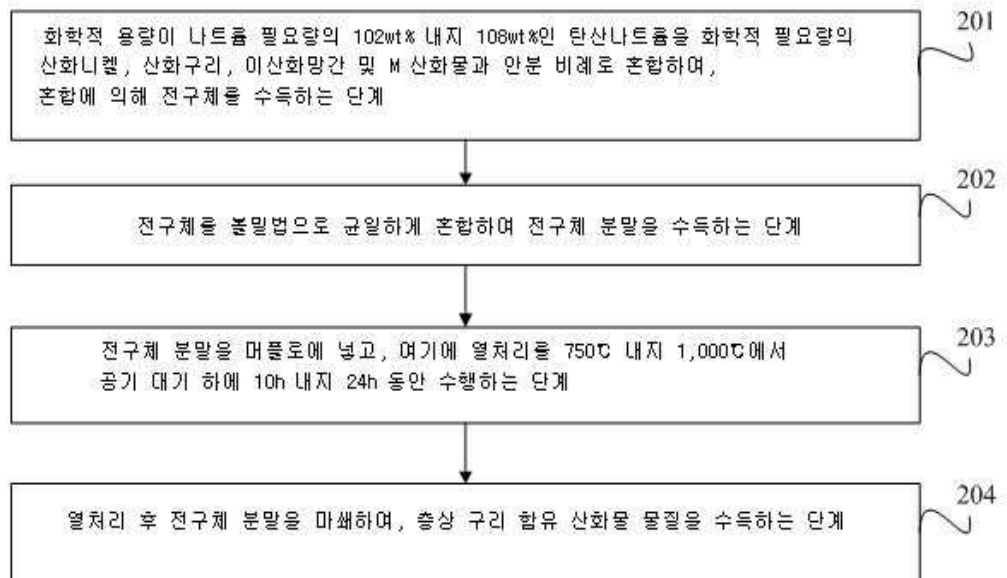 화학적 용량이 나트륨 필요량의 102wt% 내지 108wt%인 탄산나트륨을 화학적 필요량의
산화니켈, 산화구리, 이산화망간 및 M 산화물과 안분 비례로 혼합하여,
혼합에 의해 전구체를 수득하는 단계
201
전구체를 볼밀법으로 균일하게 혼합하여 전구체 분말을 수득하는 단계
202
전구체 분말을 머플로에 넣고, 여기에 열처리를 750℃ 내지 1,000℃에서
공기 대기 하에 10h 내지 24h 동안 수행하는 단계
203
열처리 후 전구체 분말을 마쇄하여, 층상 구리 함유 산화물 물질을 수득하는 단계
204